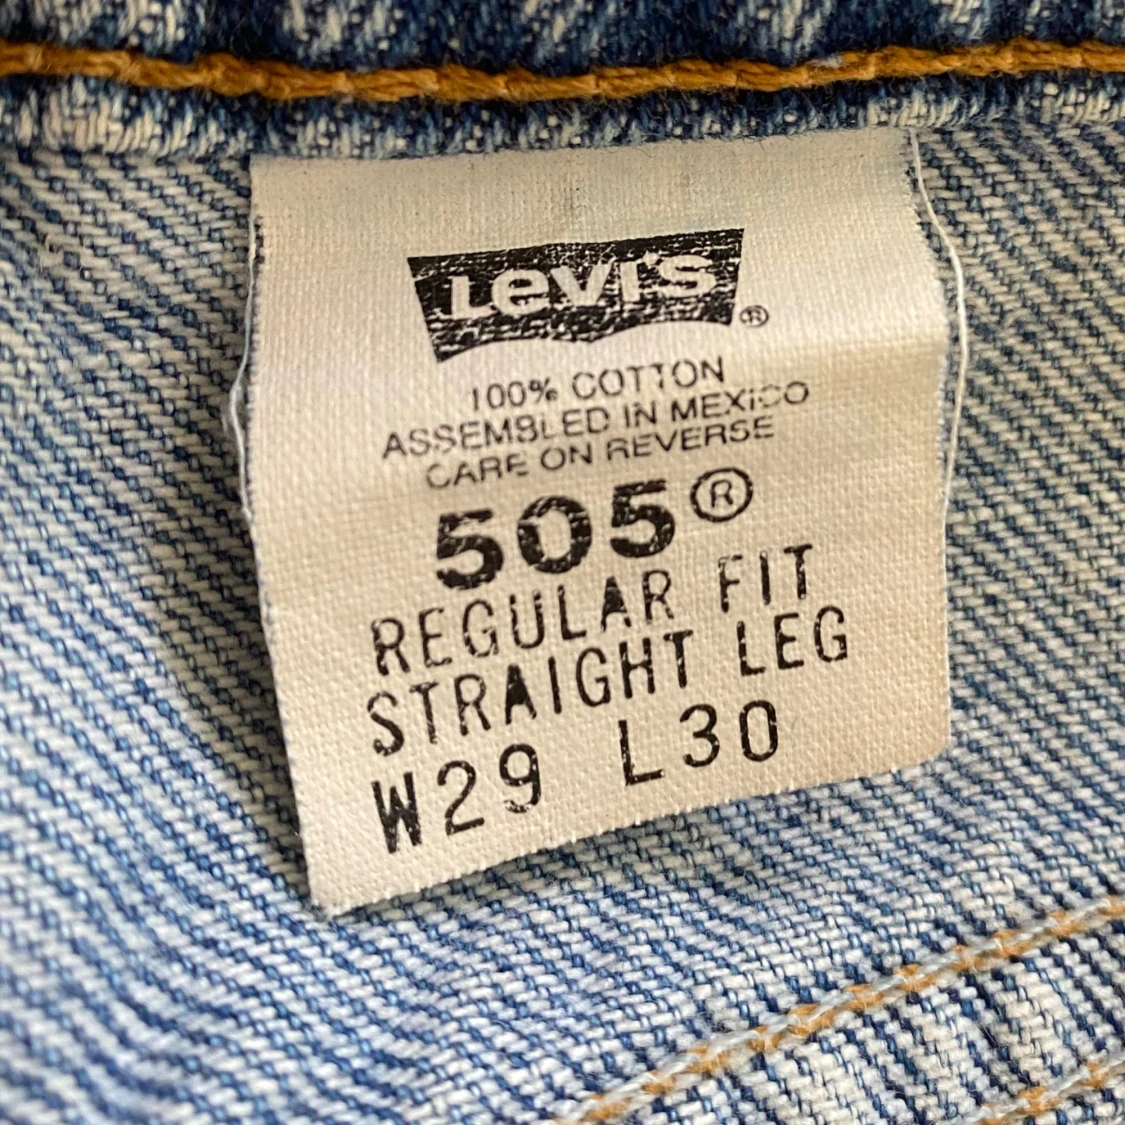 Levi's ®
100% COTTON
ASSEMBLED IN MEXICO
CARE ON REVERSE
505®
REGULAR FIT
STRAIGHT LEG
W29 L30